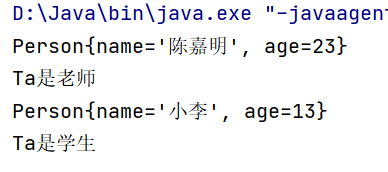 D:\Java\bin\java.exe "-javaagent
Person{name='陈嘉明', age=23}
Ta是老师
Person{name='小李', age=13}
Ta是学生